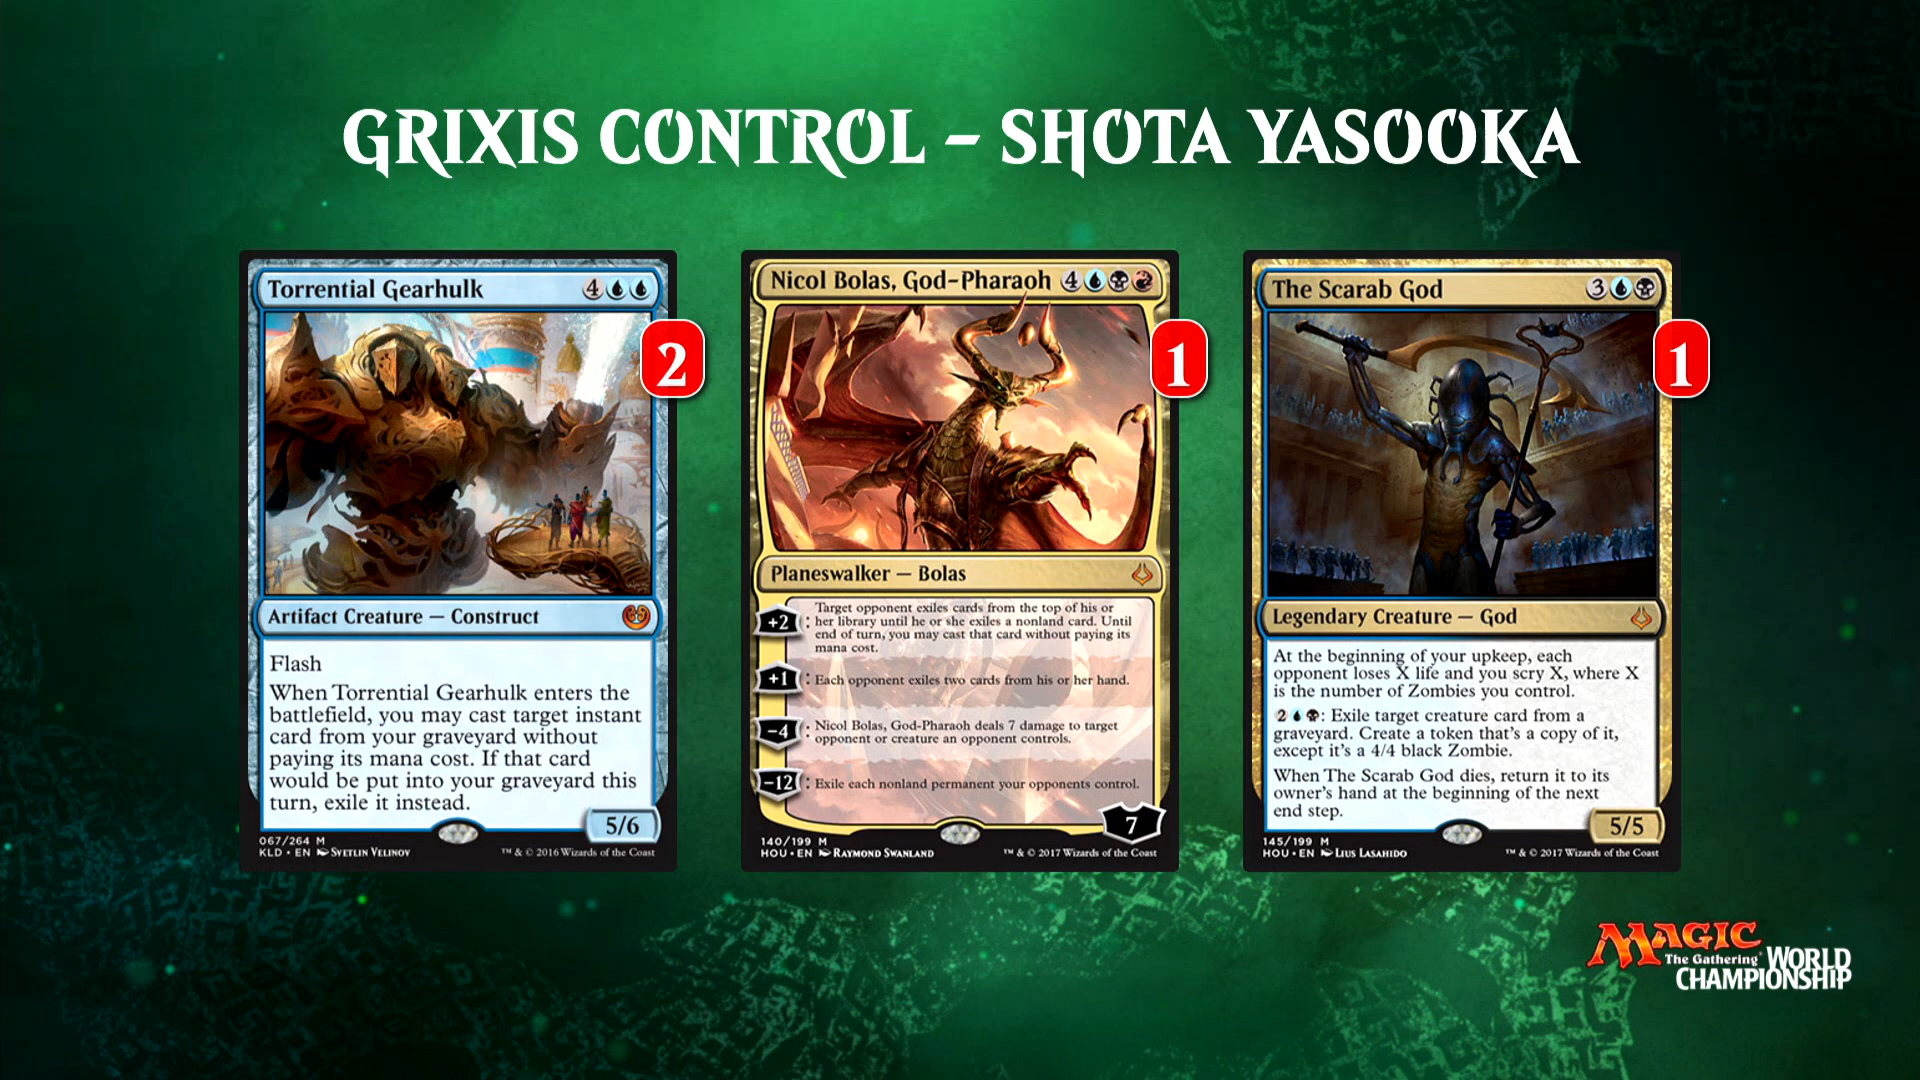 GRIXIS CONTROL – SHOTA YASOOKA
Torrential Gearhulk 4
2
Artifact Creature — Construct
Flash
When Torrential Gearhulk enters the
battlefield, you may cast target instant
card from your graveyard without
paying its mana cost. If that card
would be put into your graveyard this
turn, exile it instead.
5/6
067/264 M
KLD • EN SVETLIN VELINOV
™ & © 2016 Wizards of the Coast
Nicol Bolas, God-Pharaoh 4
1
Planeswalker — Bolas
+2 : Target opponent exiles cards from the top of his or
her library until he or she exiles a nonland card. Until
end of turn, you may cast that card without paying its
mana cost.
+1 : Each opponent exiles two cards from his or her hand.
-4 : Nicol Bolas, God-Pharaoh deals 7 damage to target
opponent or creature an opponent controls.
-12 : Exile each nonland permanent your opponents control.
7
140/199 M
HOU • EN RAYMOND SWANLAND
™ & © 2017 Wizards of the Coast
The Scarab God 3
1
Legendary Creature — God
At the beginning of your upkeep, each
opponent loses X life and you scry X, where X
is the number of Zombies you control.
2 : Exile target creature card from a
graveyard. Create a token that's a copy of it,
except it's a 4/4 black Zombie.
When The Scarab God dies, return it to its
owner's hand at the beginning of the next
end step.
5/5
145/199 M
HOU • EN LIUS LASAHIDO
™ & © 2017 Wizards of the Coast
MAGIC
The Gathering
WORLD
CHAMPIONSHIP